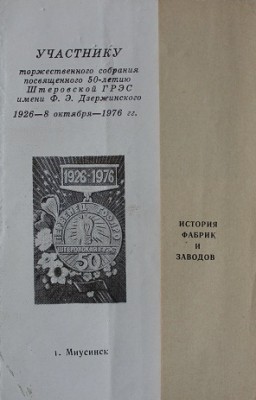 УЧАСТНИКУ
торжественного собрания
посвященного 50-летию
Штеровской ГРЭС
имени Ф. Э. Дзержинского
1926—8 октября—1976 гг.
1926-1976
50
г. Миусинск
ИСТОРИЯ
ФАБРИК
И
ЗАВОДОВ